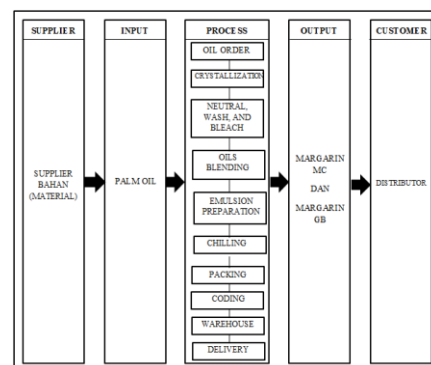 SUPPLIER
INPUT
PROCESS
OUTPUT
CUSTOMER
SUPPLIER
BAHAN
(MATERIAL)
PALM OIL
OIL ORDER
CRYSTALLIZATION
NEUTRAL,
WASH, AND
BLEACH
OILS
BLENDING
EMULSION
PREPARATION
CHILLING
PACKING
CODING
WAREHOUSE
DELIVERY
MARGARIN
MC
DAN
MARGARIN
GB
DISTRIBUTOR